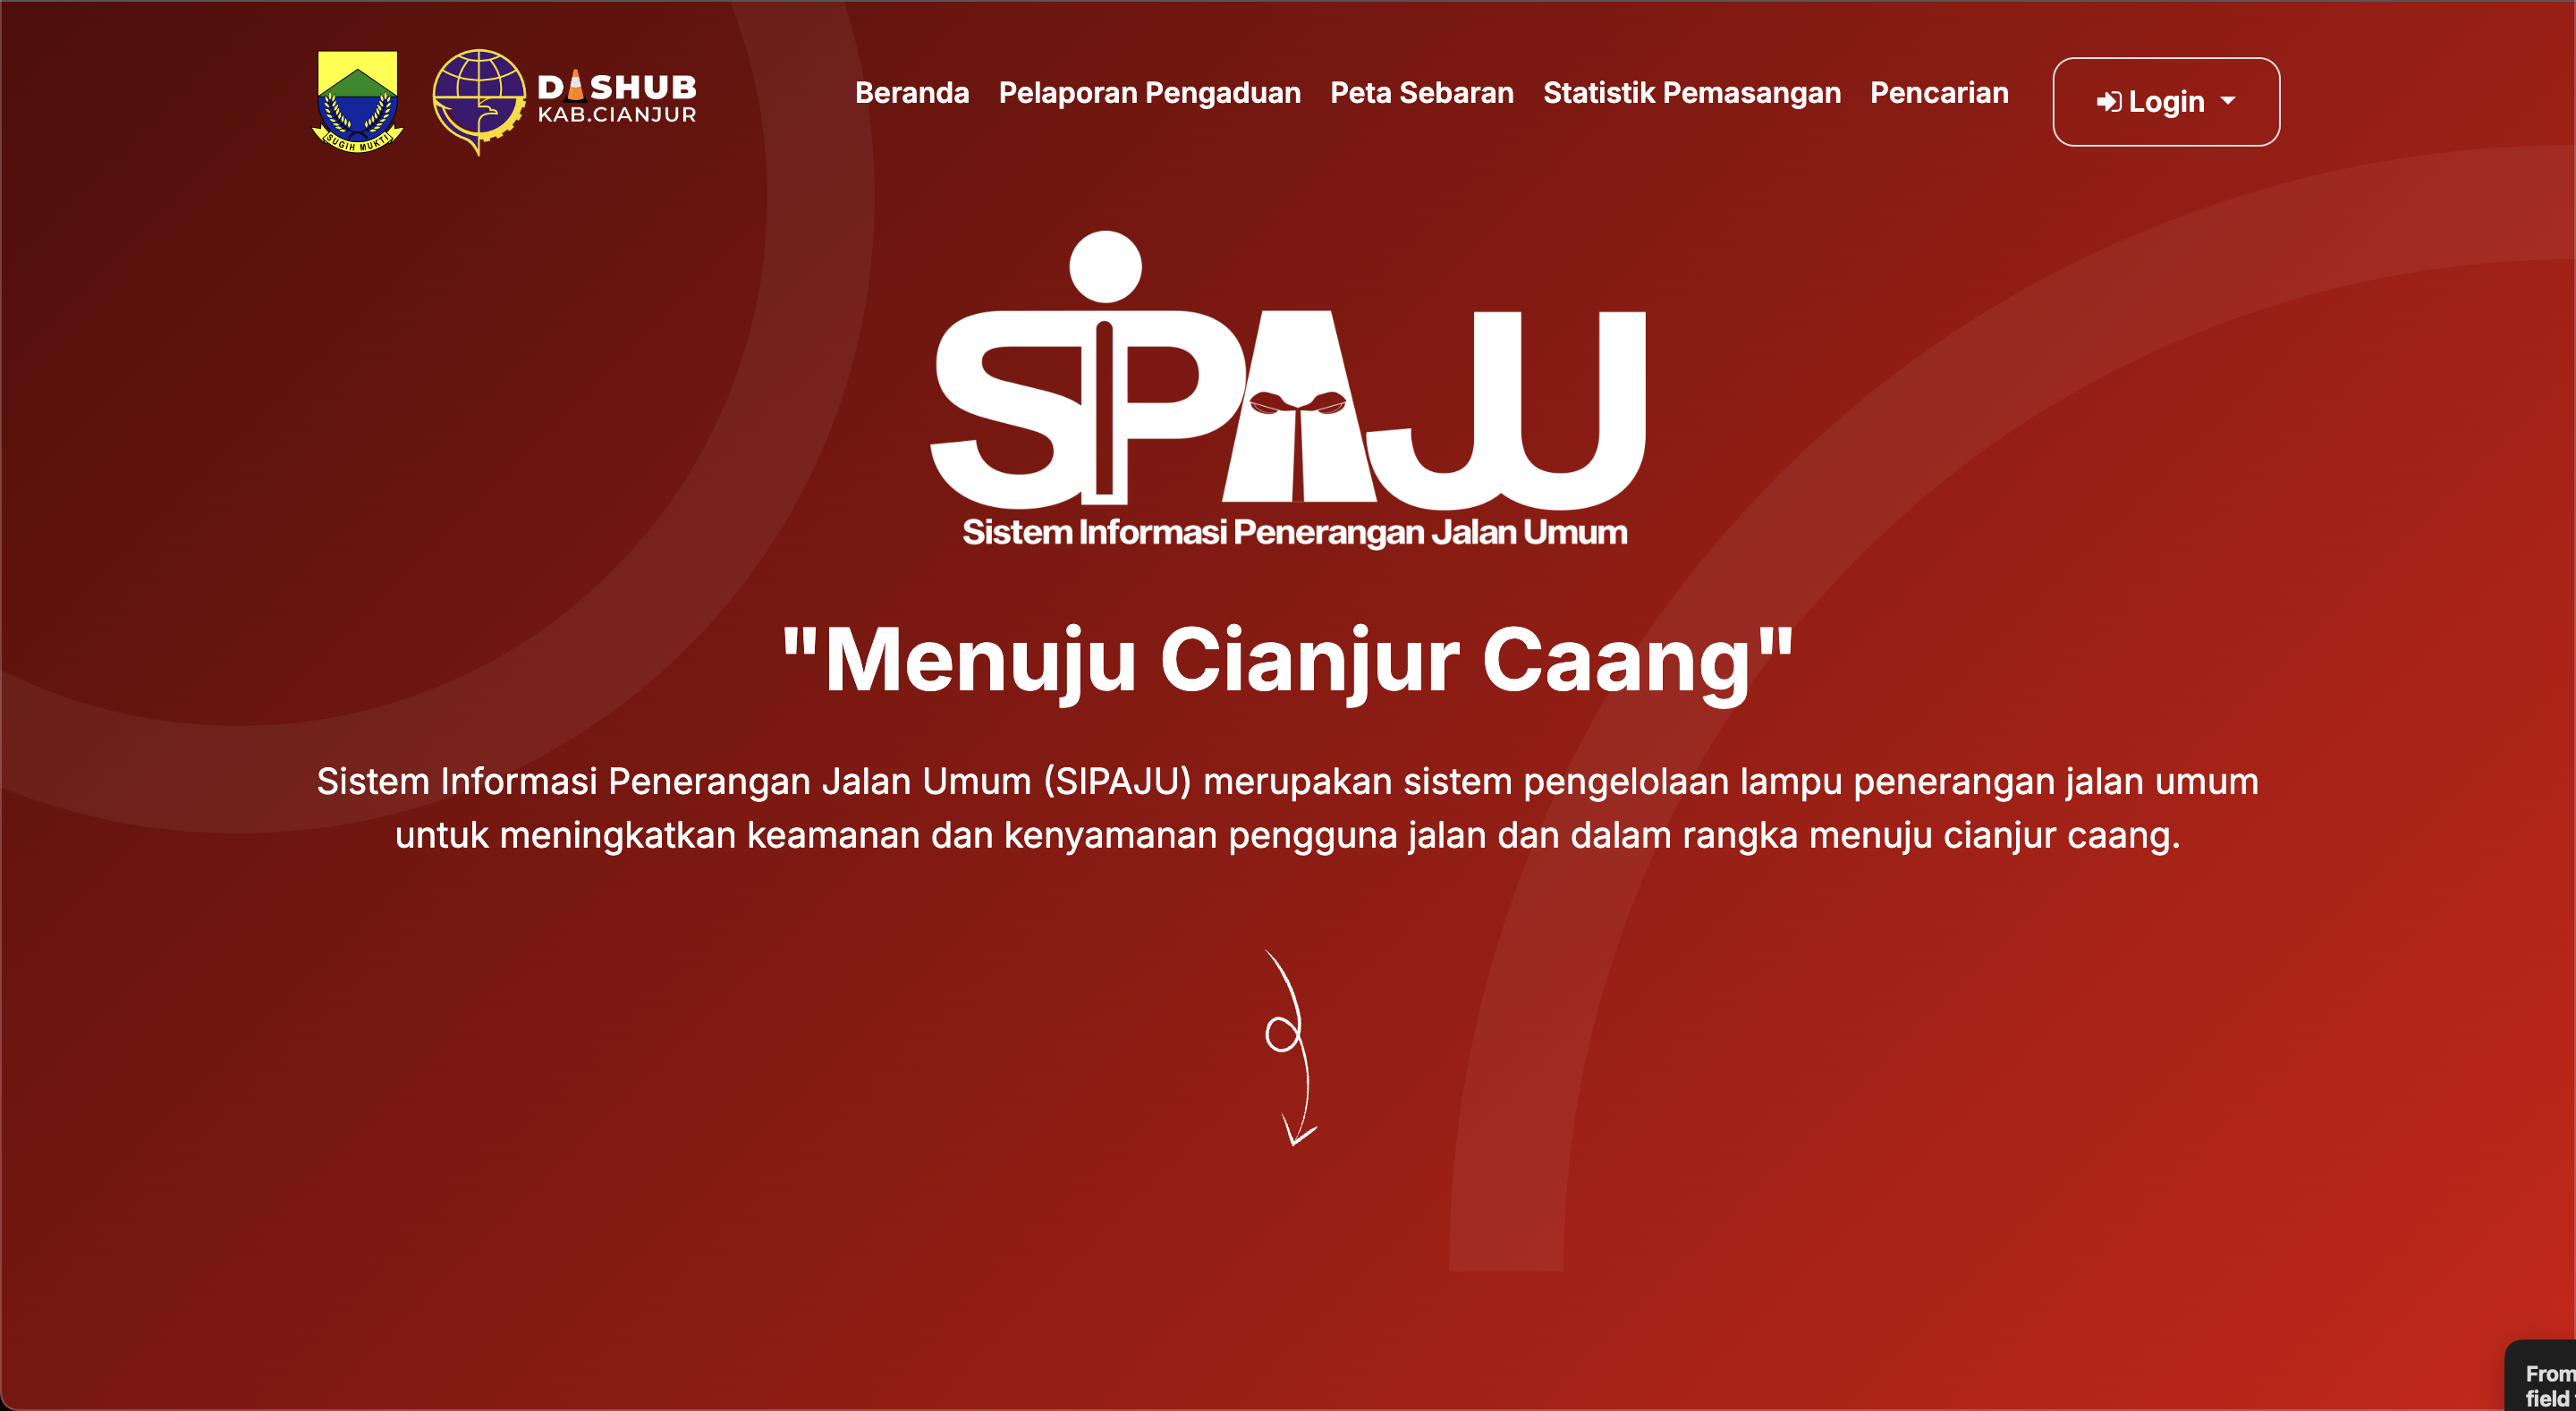 SUGIH MUKTI
DISHUB
KAB.CIANJUR
Beranda
Pelaporan Pengaduan
Peta Sebaran
Statistik Pemasangan
Pencarian
Login
SiPAJU
Sistem Informasi Penerangan Jalan Umum
"Menuju Cianjur Caang"
Sistem Informasi Penerangan Jalan Umum (SIPAJU) merupakan sistem pengelolaan lampu penerangan jalan umum
untuk meningkatkan keamanan dan kenyamanan pengguna jalan dan dalam rangka menuju cianjur caang.
From
field